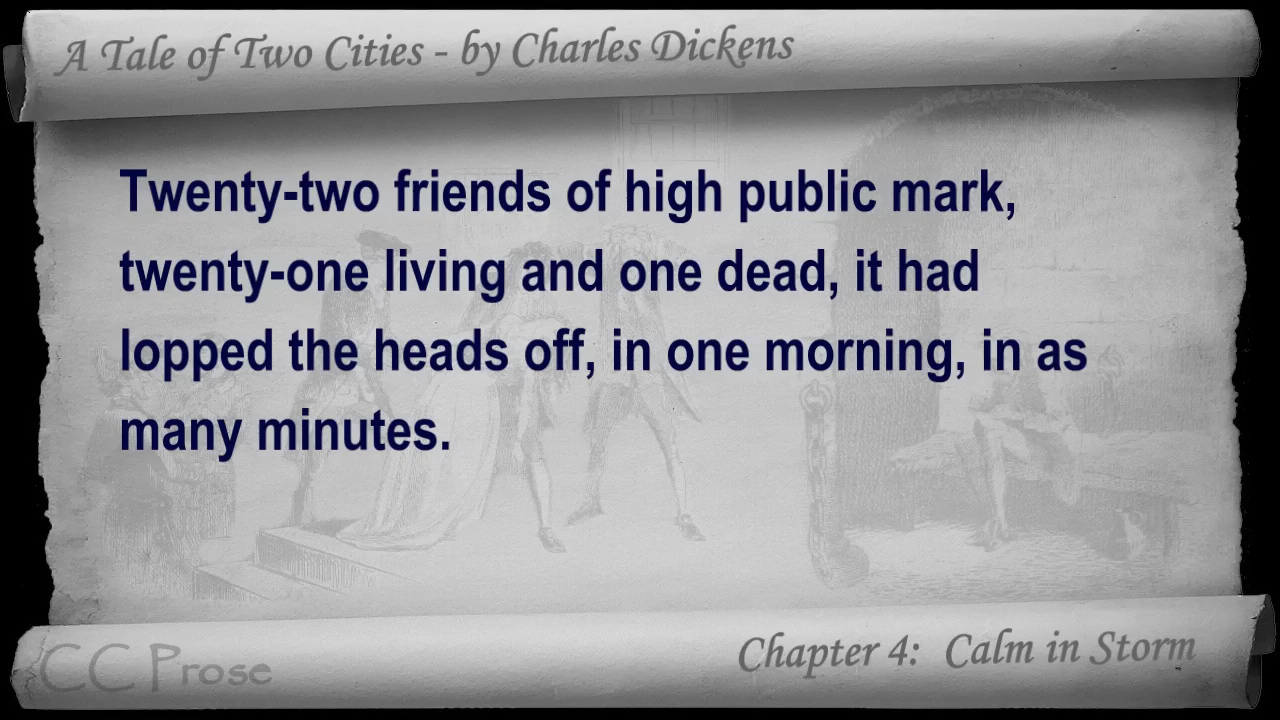 A Tale of Two Cities - by Charles Dickens
Twenty-two friends of high public mark,
twenty-one living and one dead, it had
lopped the heads off, in one morning, in as
many minutes.
CC Prose
Chapter 4: Calm in Storm